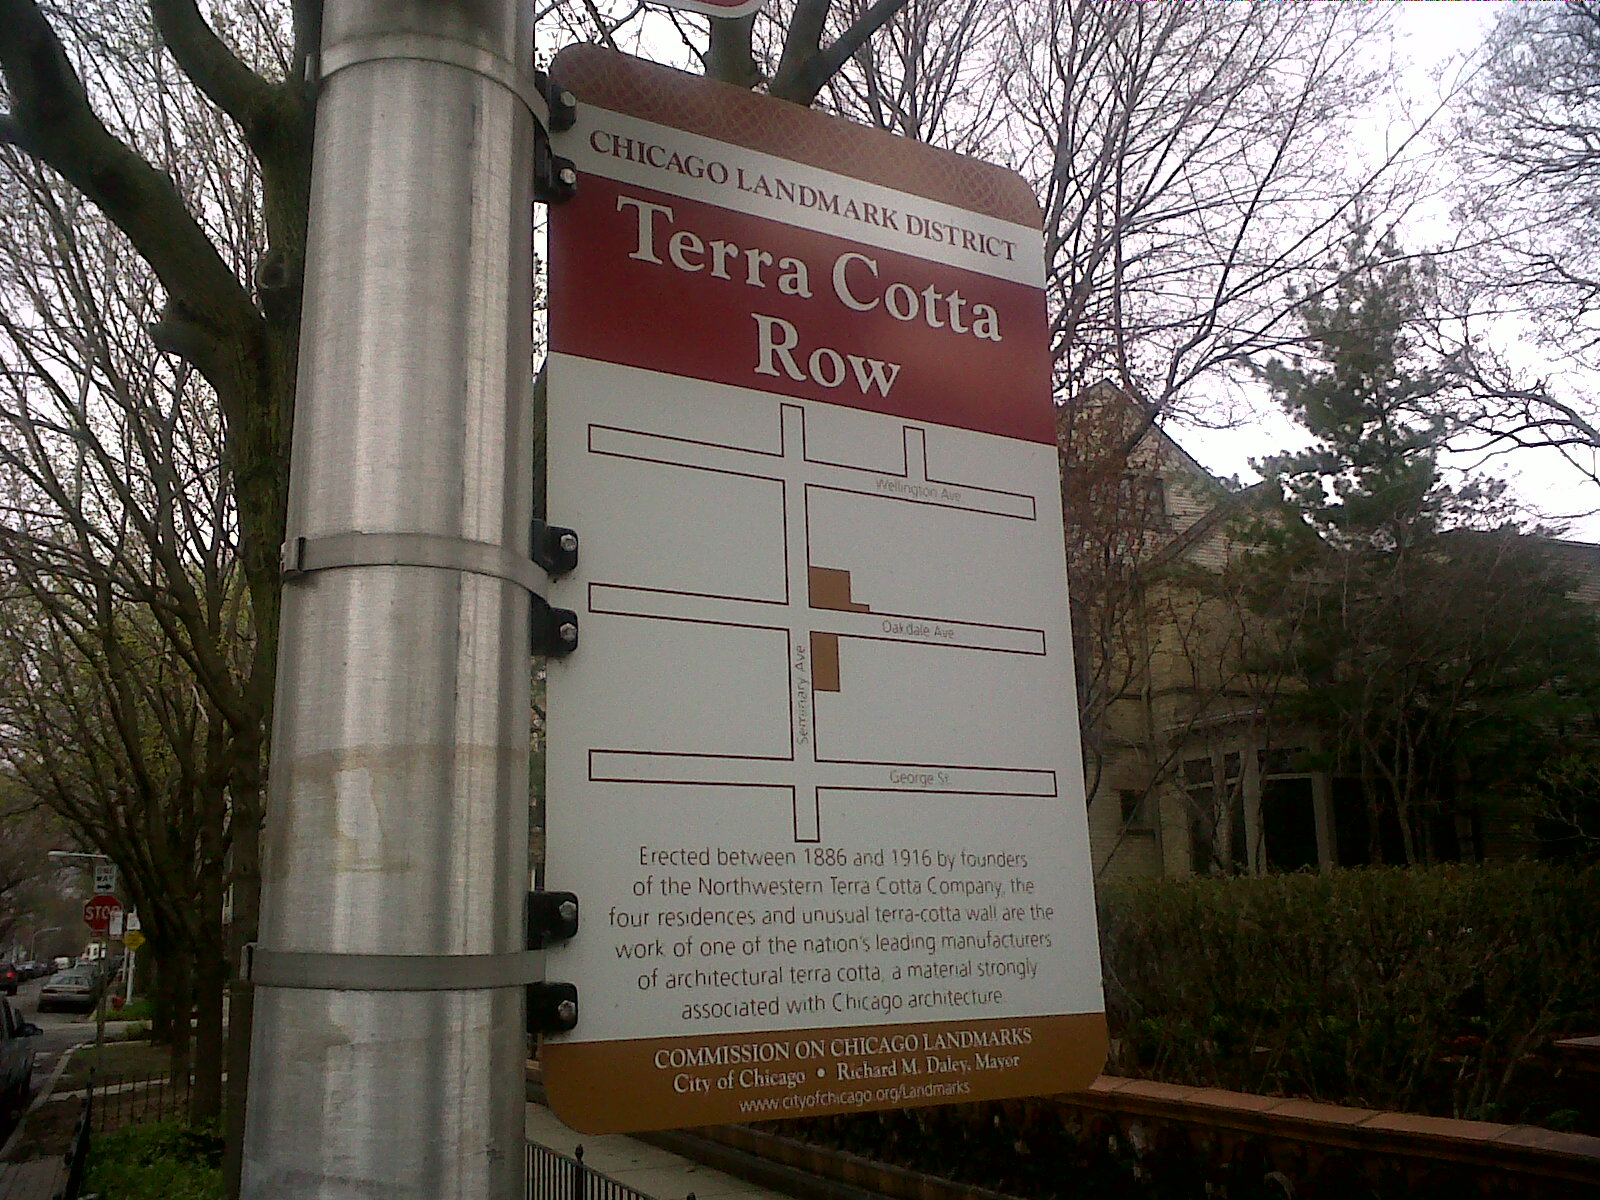 CHICAGO LANDMARK DISTRICT
Terra Cotta
Row
Wellington Ave
Oakdale Ave
Seminary Ave
George St.
Erected between 1886 and 1916 by founders
of the Northwestern Terra Cotta Company, the
four residences and unusual terra-cotta wall are the
work of one of the nation's leading manufacturers
of architectural terra cotta, a material strongly
associated with Chicago architecture.
COMMISSION ON CHICAGO LANDMARKS
City of Chicago • Richard M. Daley, Mayor
www.cityofchicago.org/Landmarks
ONE
WAY
STOP